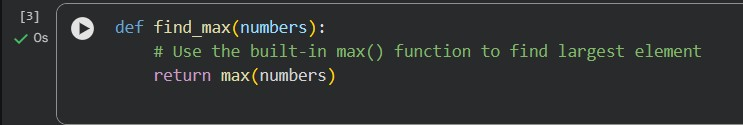 [3]
0s
def find_max(numbers):
    # Use the built-in max() function to find largest element
    return max(numbers)